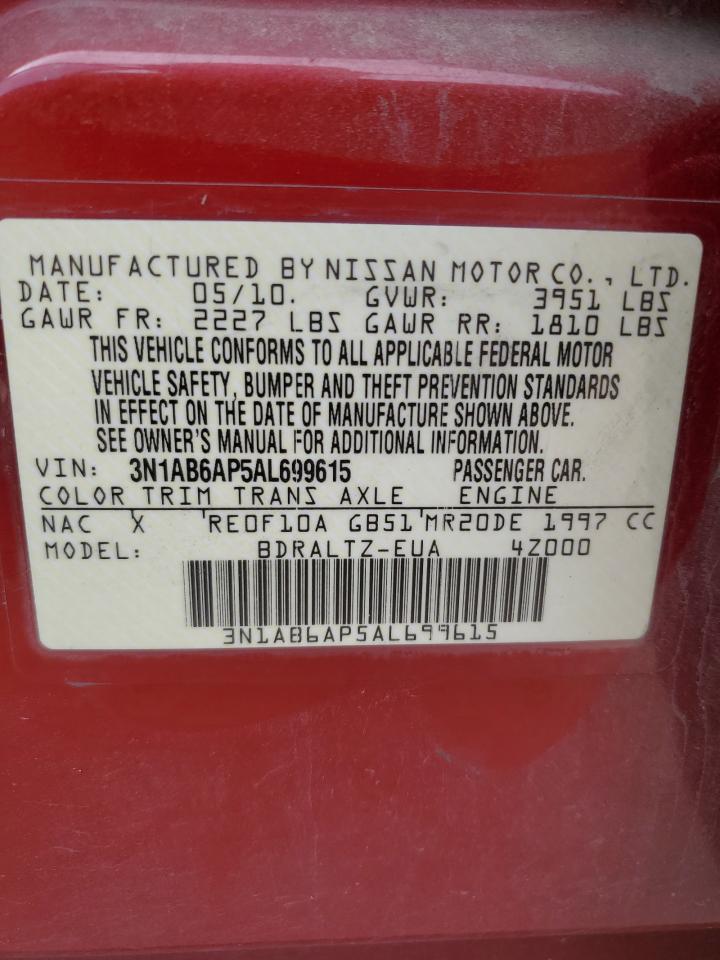 MANUFACTURED BY NISSAN MOTOR CO., LTD.
DATE: 05/10. GVWR: 3951 LBS
GAWR FR: 2227 LBS GAWR RR: 1810 LBS
THIS VEHICLE CONFORMS TO ALL APPLICABLE FEDERAL MOTOR
VEHICLE SAFETY, BUMPER AND THEFT PREVENTION STANDARDS
IN EFFECT ON THE DATE OF MANUFACTURE SHOWN ABOVE.
SEE OWNER'S MANUAL FOR ADDITIONAL INFORMATION.
VIN: 3N1AB6AP5AL699615 PASSENGER CAR.
COLOR TRIM TRANS AXLE ENGINE
NAC X RE0F10A GB51 MR20DE 1997 CC
MODEL: BDRALTZ-EUA 4Z000
3N1AB6AP5AL699615